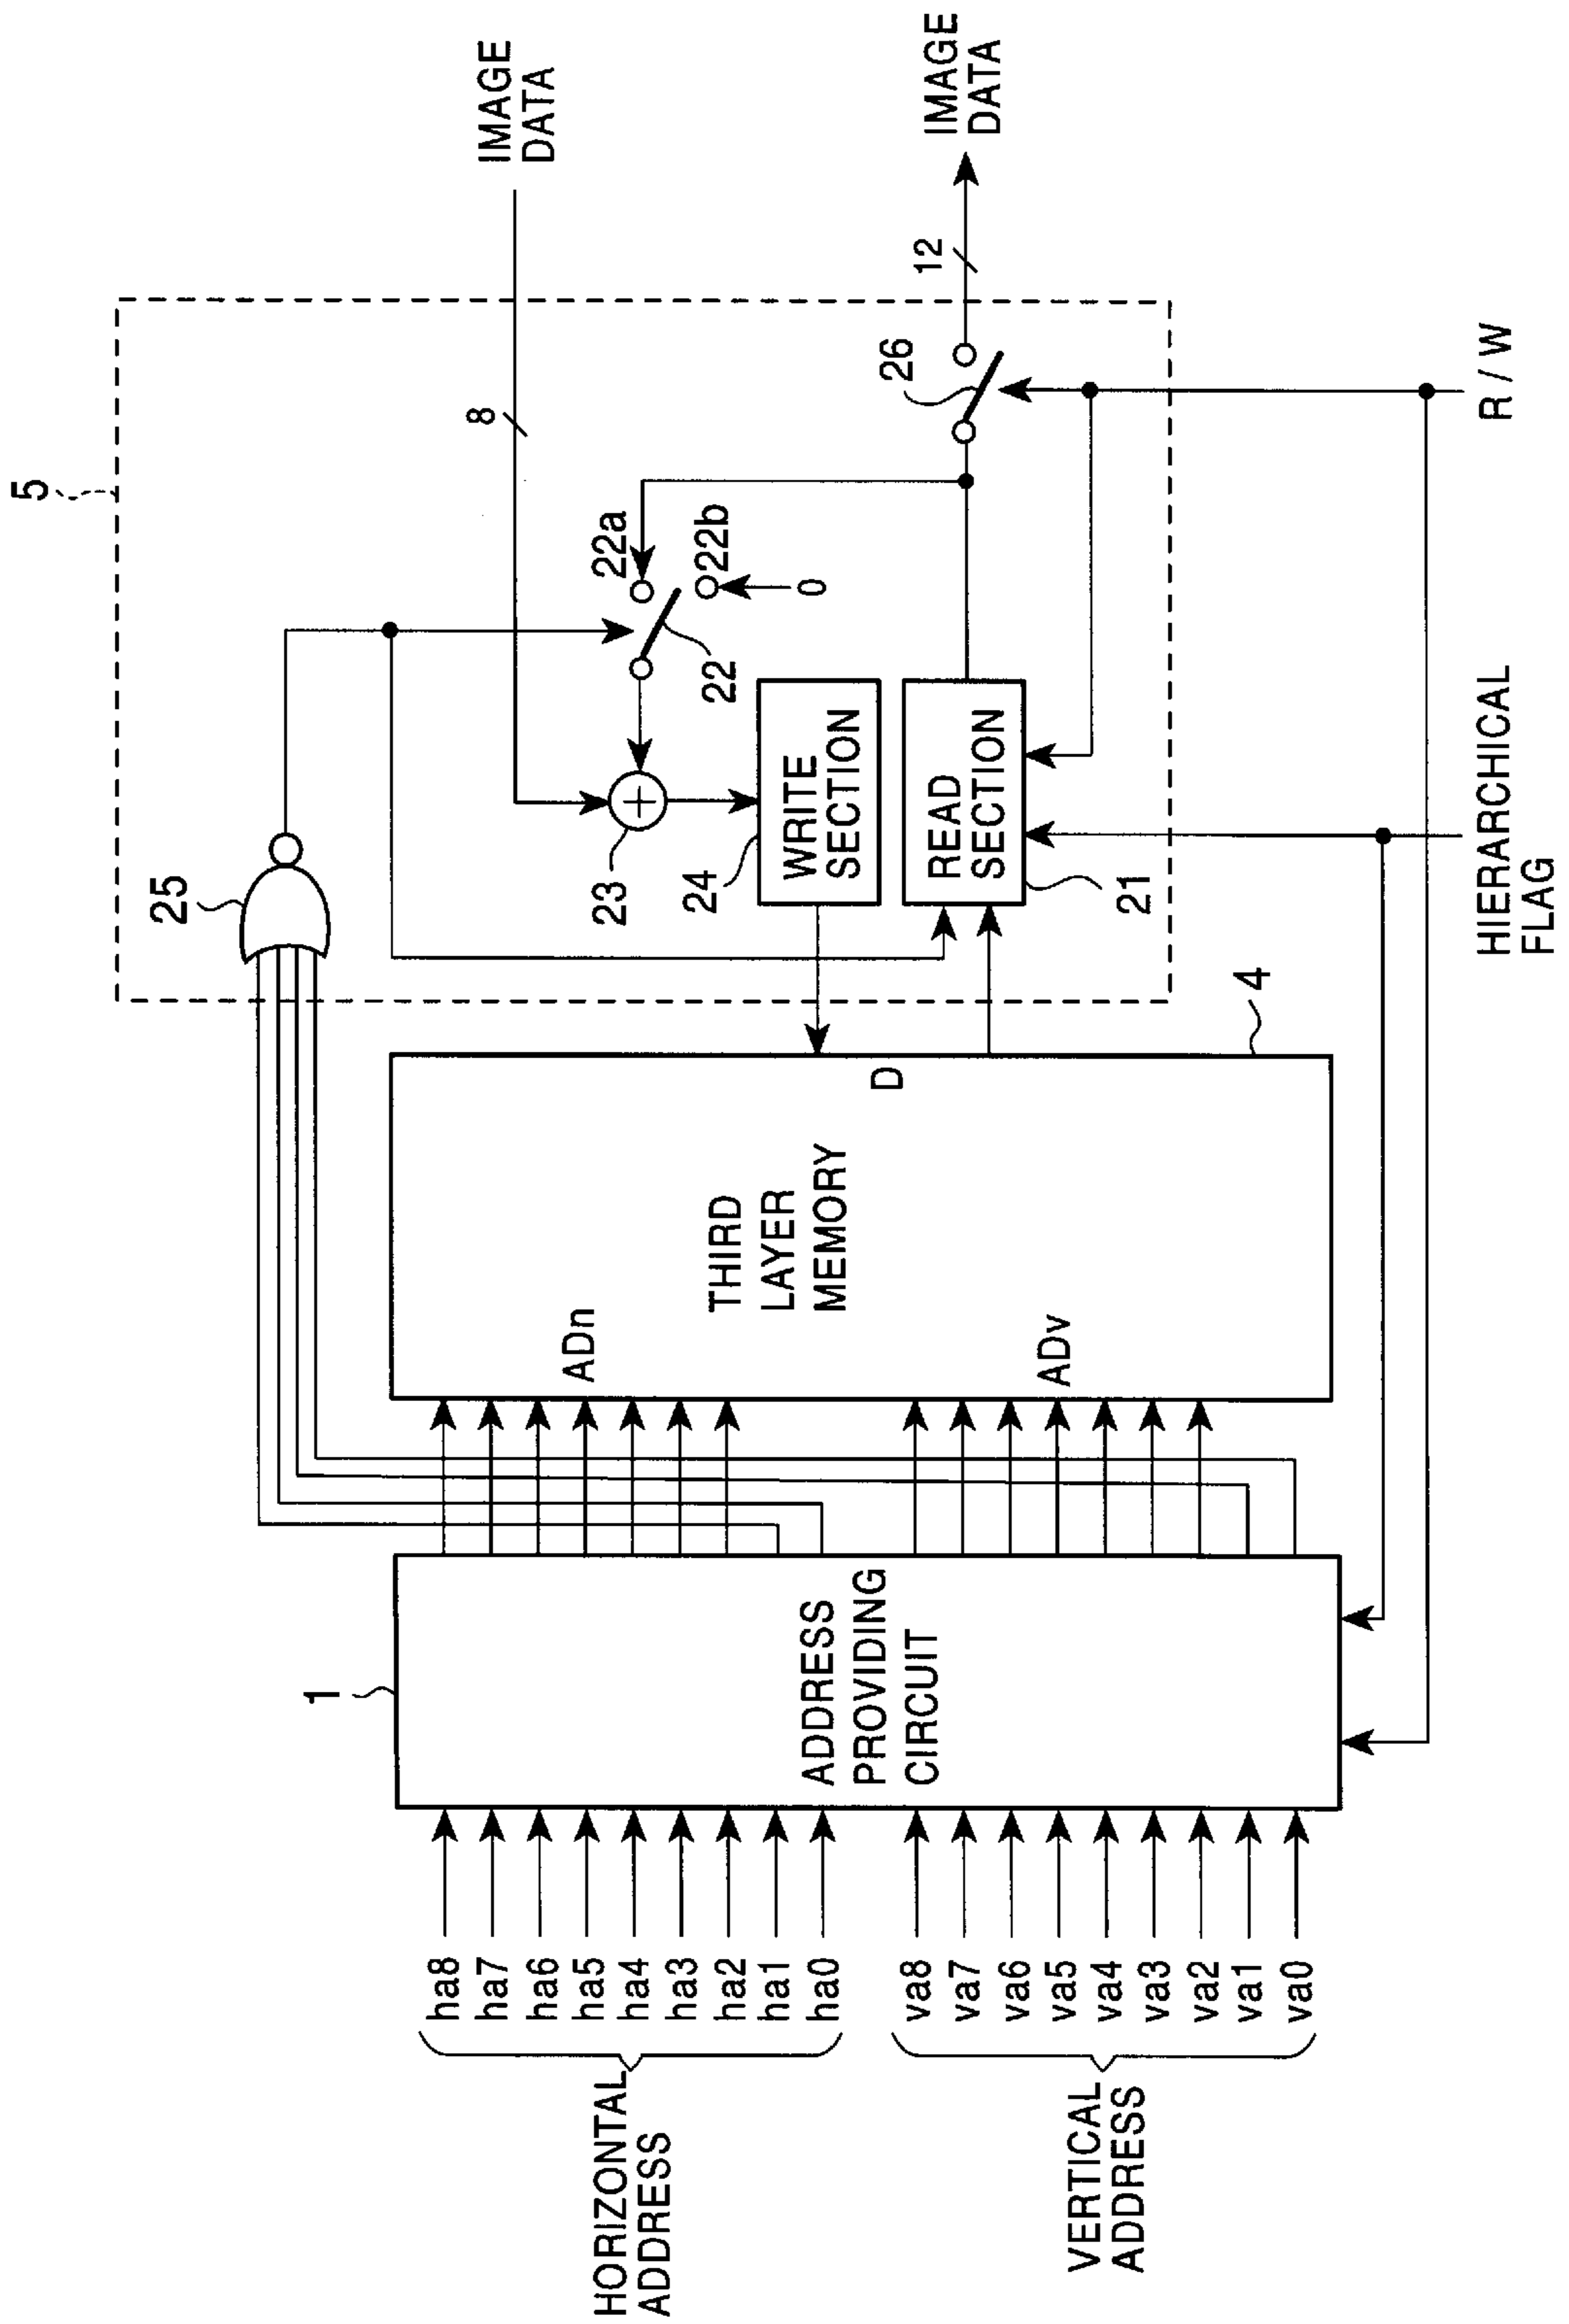 HORIZONTAL
ADDRESS
ha8
ha7
ha6
ha5
ha4
ha3
ha2
ha1
ha0
VERTICAL
ADDRESS
va8
va7
va6
va5
va4
va3
va2
va1
va0
1
ADDRESS
PROVIDING
CIRCUIT
ADn
ADv
THIRD
LAYER
MEMORY
D
4
5
25
23
24
WRITE
SECTION
READ
SECTION
21
22
22a
22b
0
8
IMAGE
DATA
26
12
IMAGE
DATA
HIERARCHICAL
FLAG
R / W